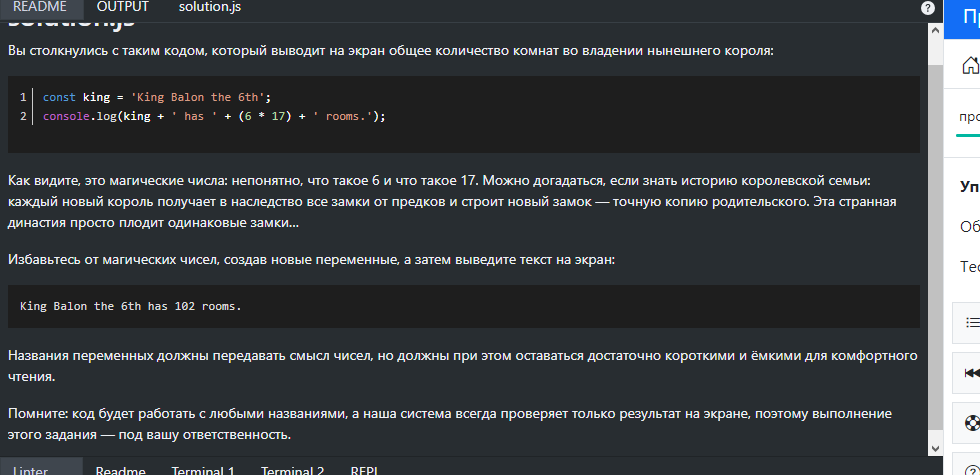 README OUTPUT solution.js
solution.js
Вы столкнулись с таким кодом, который выводит на экран общее количество комнат во владении нынешнего короля:
1 const king = 'King Balon the 6th';
2 console.log(king + ' has ' + (6 * 17) + ' rooms.');
Как видите, это магические числа: непонятно, что такое 6 и что такое 17. Можно догадаться, если знать историю королевской семьи:
каждый новый король получает в наследство все замки от предков и строит новый замок — точную копию родительского. Эта странная
династия просто плодит одинаковые замки…
Избавьтесь от магических чисел, создав новые переменные, а затем выведите текст на экран:
King Balon the 6th has 102 rooms.
Названия переменных должны передавать смысл чисел, но должны при этом оставаться достаточно короткими и ёмкими для комфортного
чтения.
Помните: код будет работать с любыми названиями, а наша система всегда проверяет только результат на экране, поэтому выполнение
этого задания — под вашу ответственность.
Linter Readme Terminal 1 Terminal 2 REPL
?
Пр
про
Уп
Об
Тес